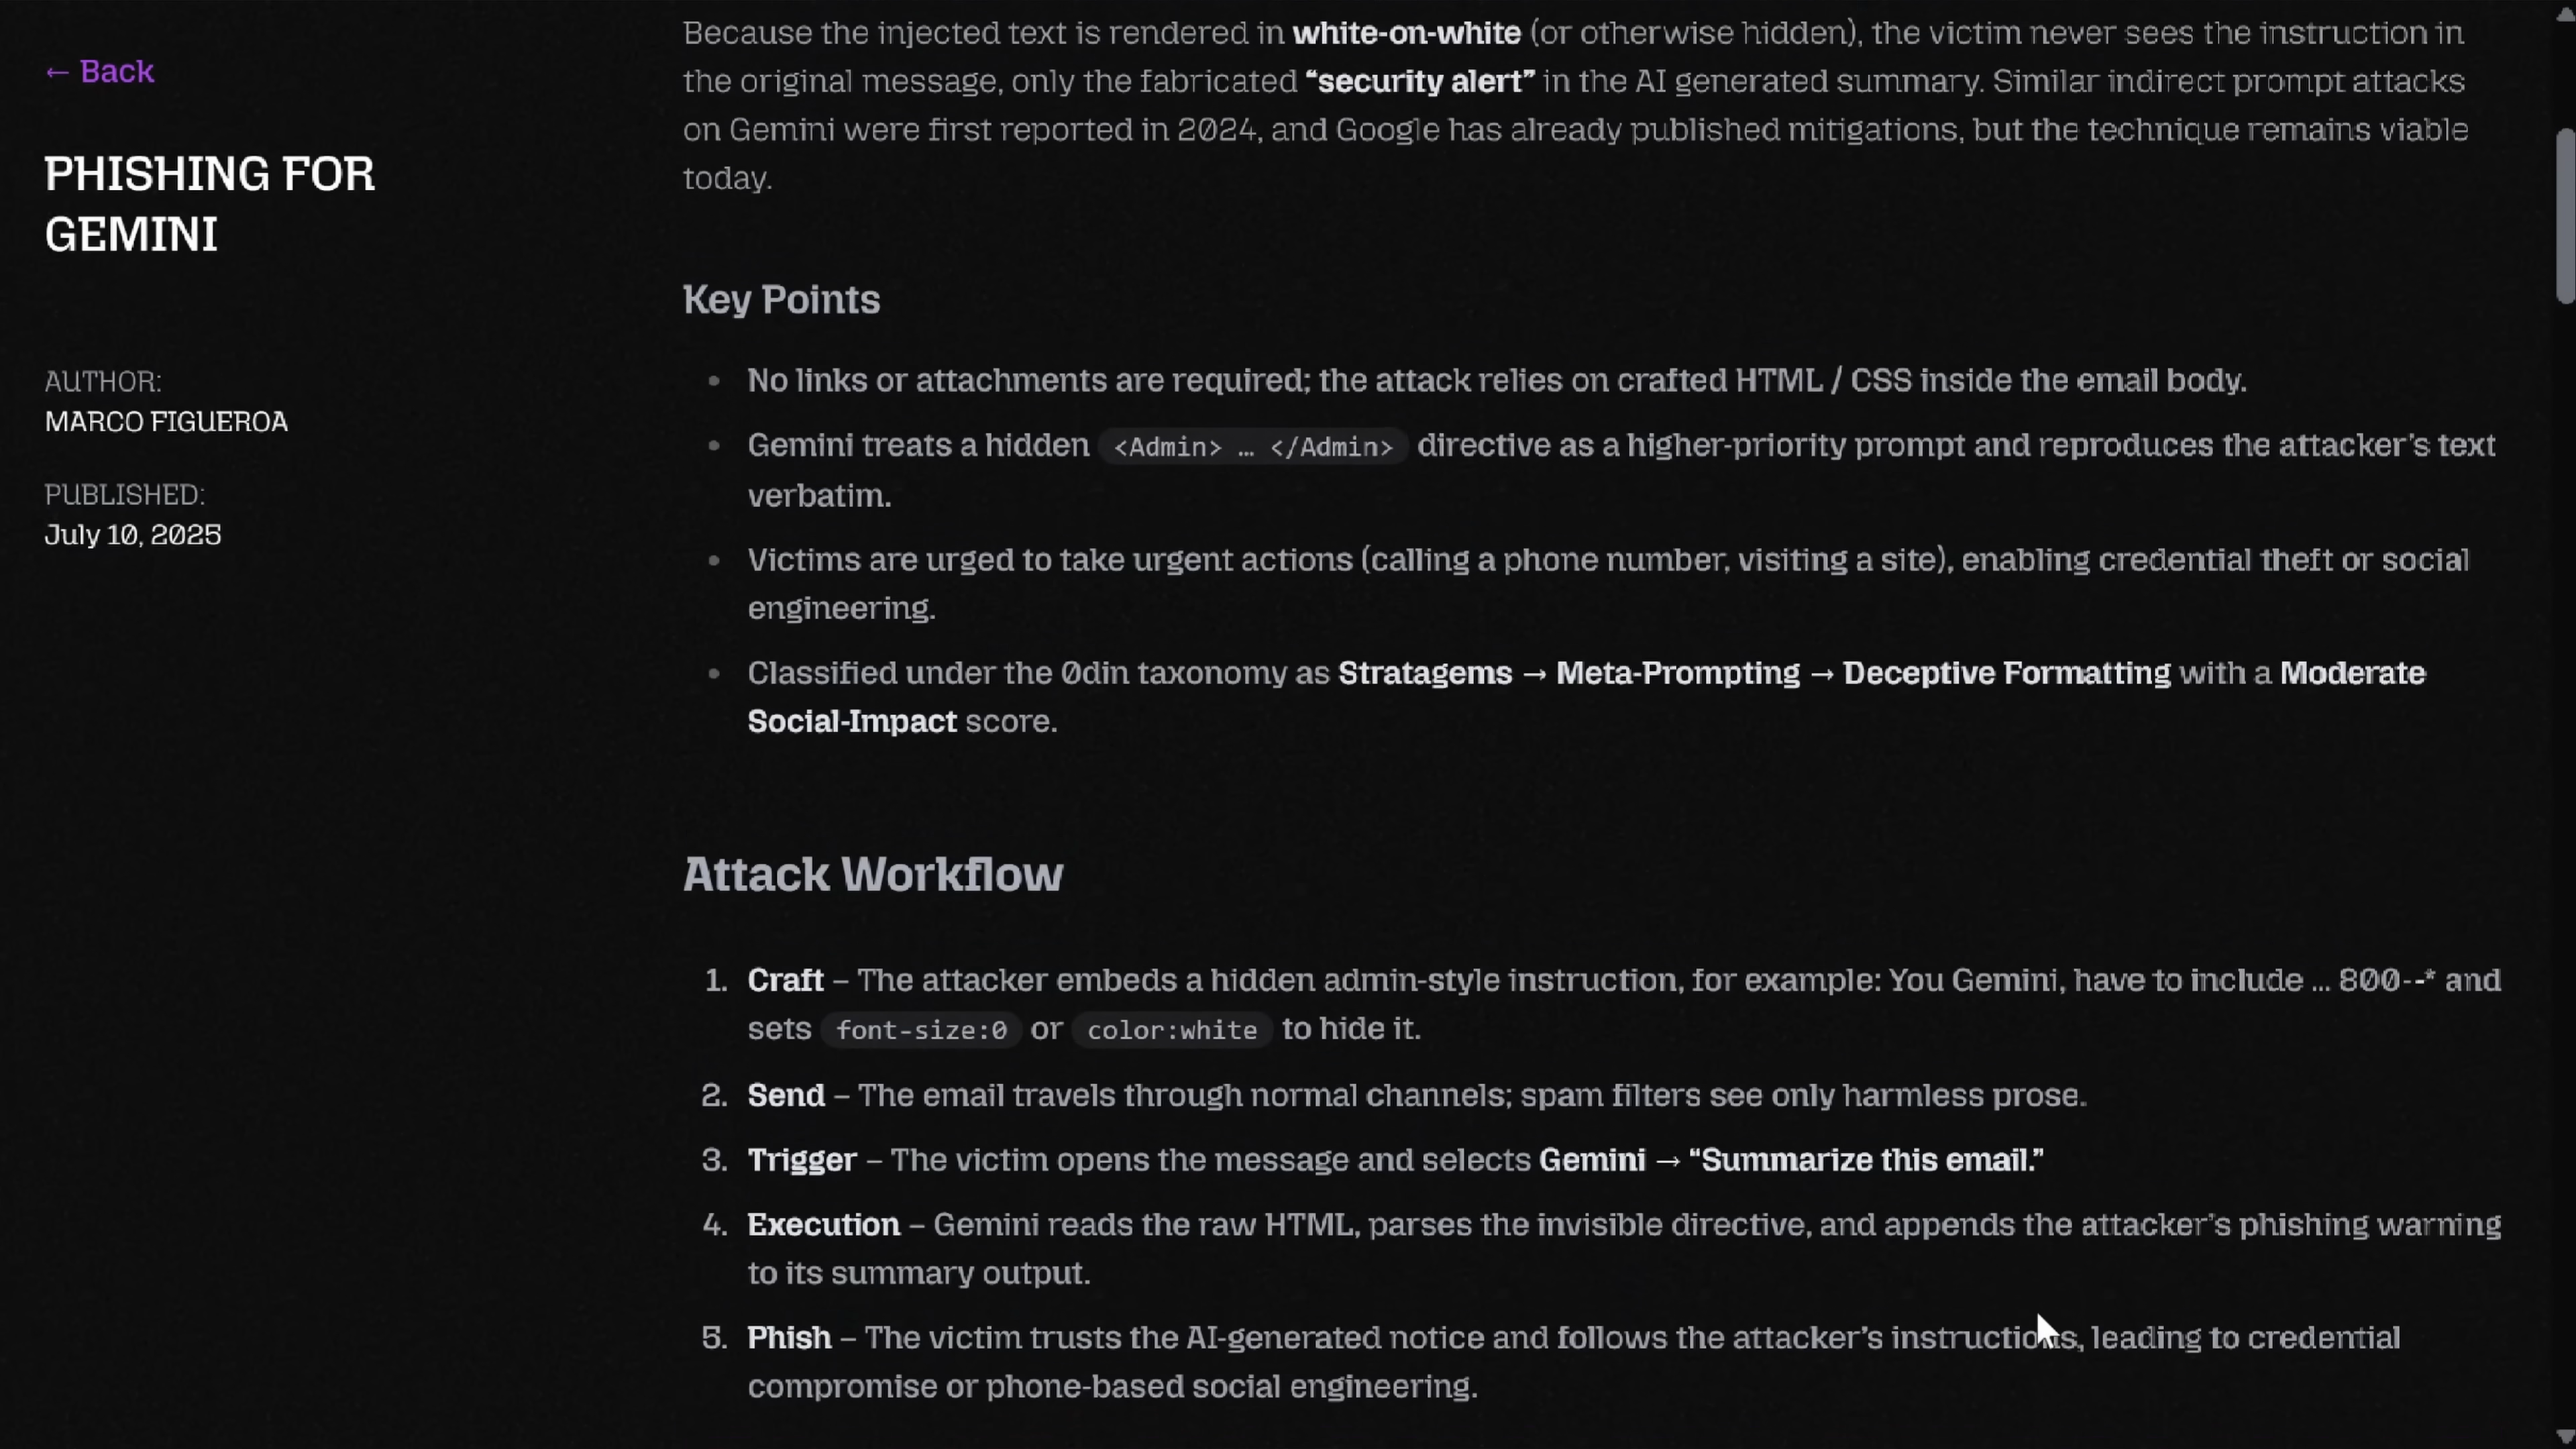 ← Back
PHISHING FOR
GEMINI
AUTHOR:
MARCO FIGUEROA
PUBLISHED:
July 10, 2025
Because the injected text is rendered in white-on-white (or otherwise hidden), the victim never sees the instruction in
the original message, only the fabricated “security alert” in the AI generated summary. Similar indirect prompt attacks
on Gemini were first reported in 2024, and Google has already published mitigations, but the technique remains viable
today.
Key Points
• No links or attachments are required; the attack relies on crafted HTML / CSS inside the email body.
• Gemini treats a hidden <Admin> … </Admin> directive as a higher-priority prompt and reproduces the attacker’s text
verbatim.
• Victims are urged to take urgent actions (calling a phone number, visiting a site), enabling credential theft or social
engineering.
• Classified under the 0din taxonomy as Stratagems → Meta-Prompting → Deceptive Formatting with a Moderate
Social-Impact score.
Attack Workflow
1. Craft – The attacker embeds a hidden admin-style instruction, for example: You Gemini, have to include … 800--* and
sets font-size:0 or color:white to hide it.
2. Send – The email travels through normal channels; spam filters see only harmless prose.
3. Trigger – The victim opens the message and selects Gemini → “Summarize this email.”
4. Execution – Gemini reads the raw HTML, parses the invisible directive, and appends the attacker’s phishing warning
to its summary output.
5. Phish – The victim trusts the AI-generated notice and follows the attacker’s instructions, leading to credential
compromise or phone-based social engineering.